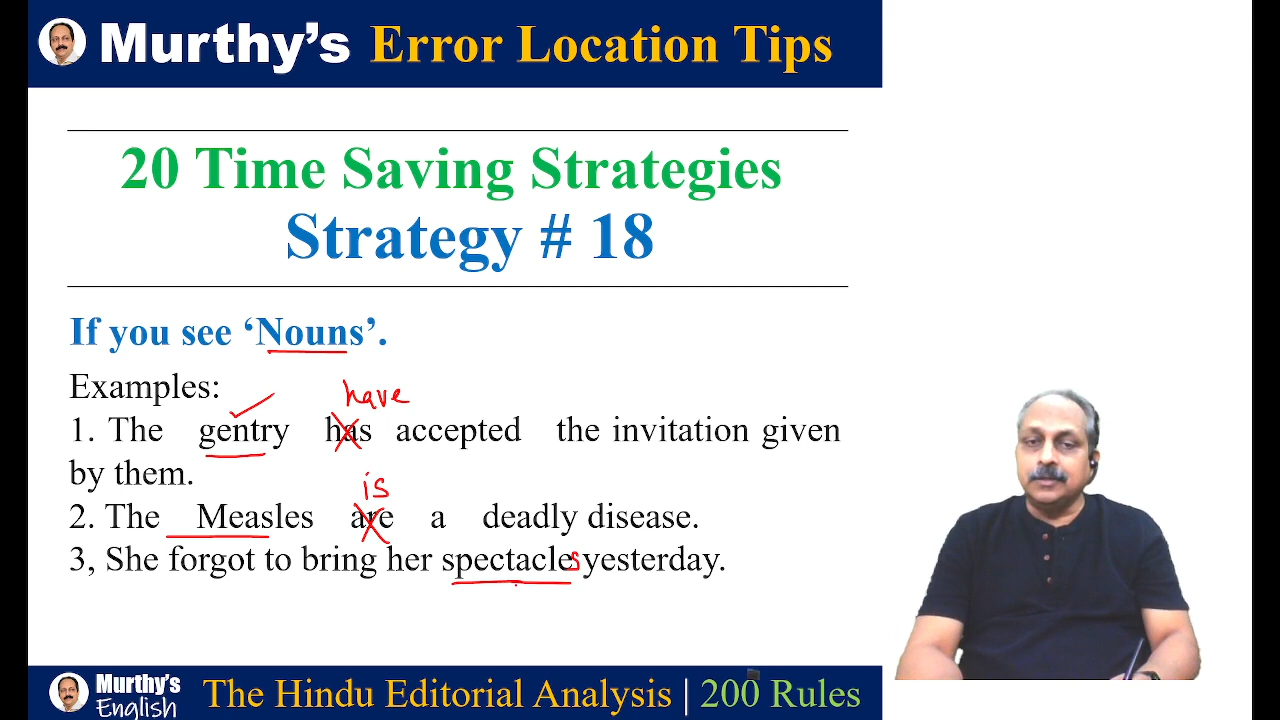 Murthy's Error Location Tips
20 Time Saving Strategies
Strategy # 18
If you see ‘Nouns’.
Examples:
have
1. The gentry has accepted the invitation given
by them.
is
2. The Measles are a deadly disease.
3, She forgot to bring her spectacles yesterday.
Murthy's
English
The Hindu Editorial Analysis | 200 Rules